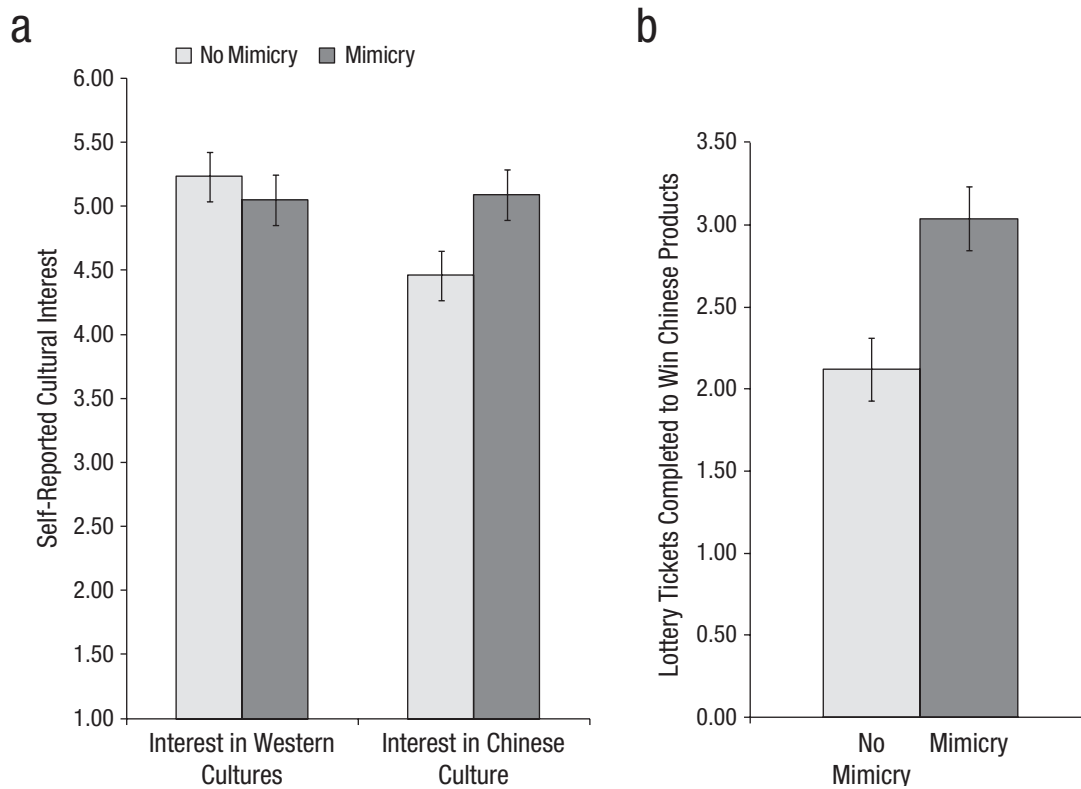 a
No Mimicry Mimicry
6.00
5.50
5.00
4.50
4.00
3.50
3.00
2.50
2.00
1.50
1.00
Self-Reported Cultural Interest
Interest in Western
Cultures
Interest in Chinese
Culture
b
3.50
3.00
2.50
2.00
1.50
1.00
0.50
0.00
Lottery Tickets Completed to Win Chinese Products
No
Mimicry
Mimicry